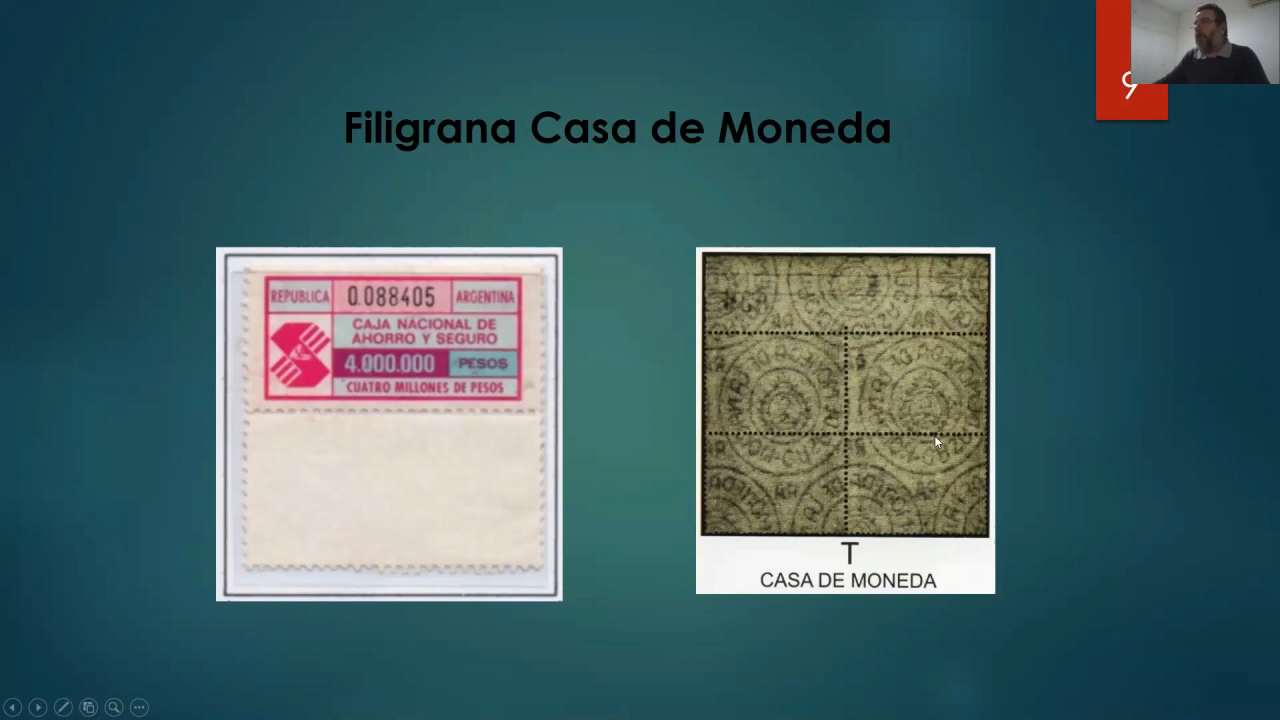 9
Filigrana Casa de Moneda
REPUBLICA 0.088405 ARGENTINA
CAJA NACIONAL DE
AHORRO Y SEGURO
4.000.000 PESOS
CUATRO MILLONES DE PESOS
T
CASA DE MONEDA